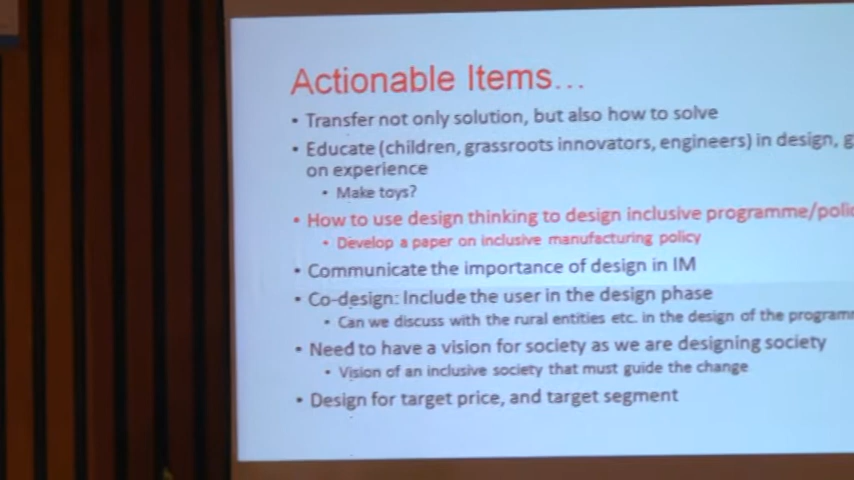 Actionable Items...
• Transfer not only solution, but also how to solve
• Educate (children, grassroots innovators, engineers) in design, g
on experience
• Make toys?
• How to use design thinking to design inclusive programme/polic
• Develop a paper on inclusive manufacturing policy
• Communicate the importance of design in IM
• Co-design: Include the user in the design phase
• Can we discuss with the rural entities etc. in the design of the programm
• Need to have a vision for society as we are designing society
• Vision of an inclusive society that must guide the change
• Design for target price, and target segment